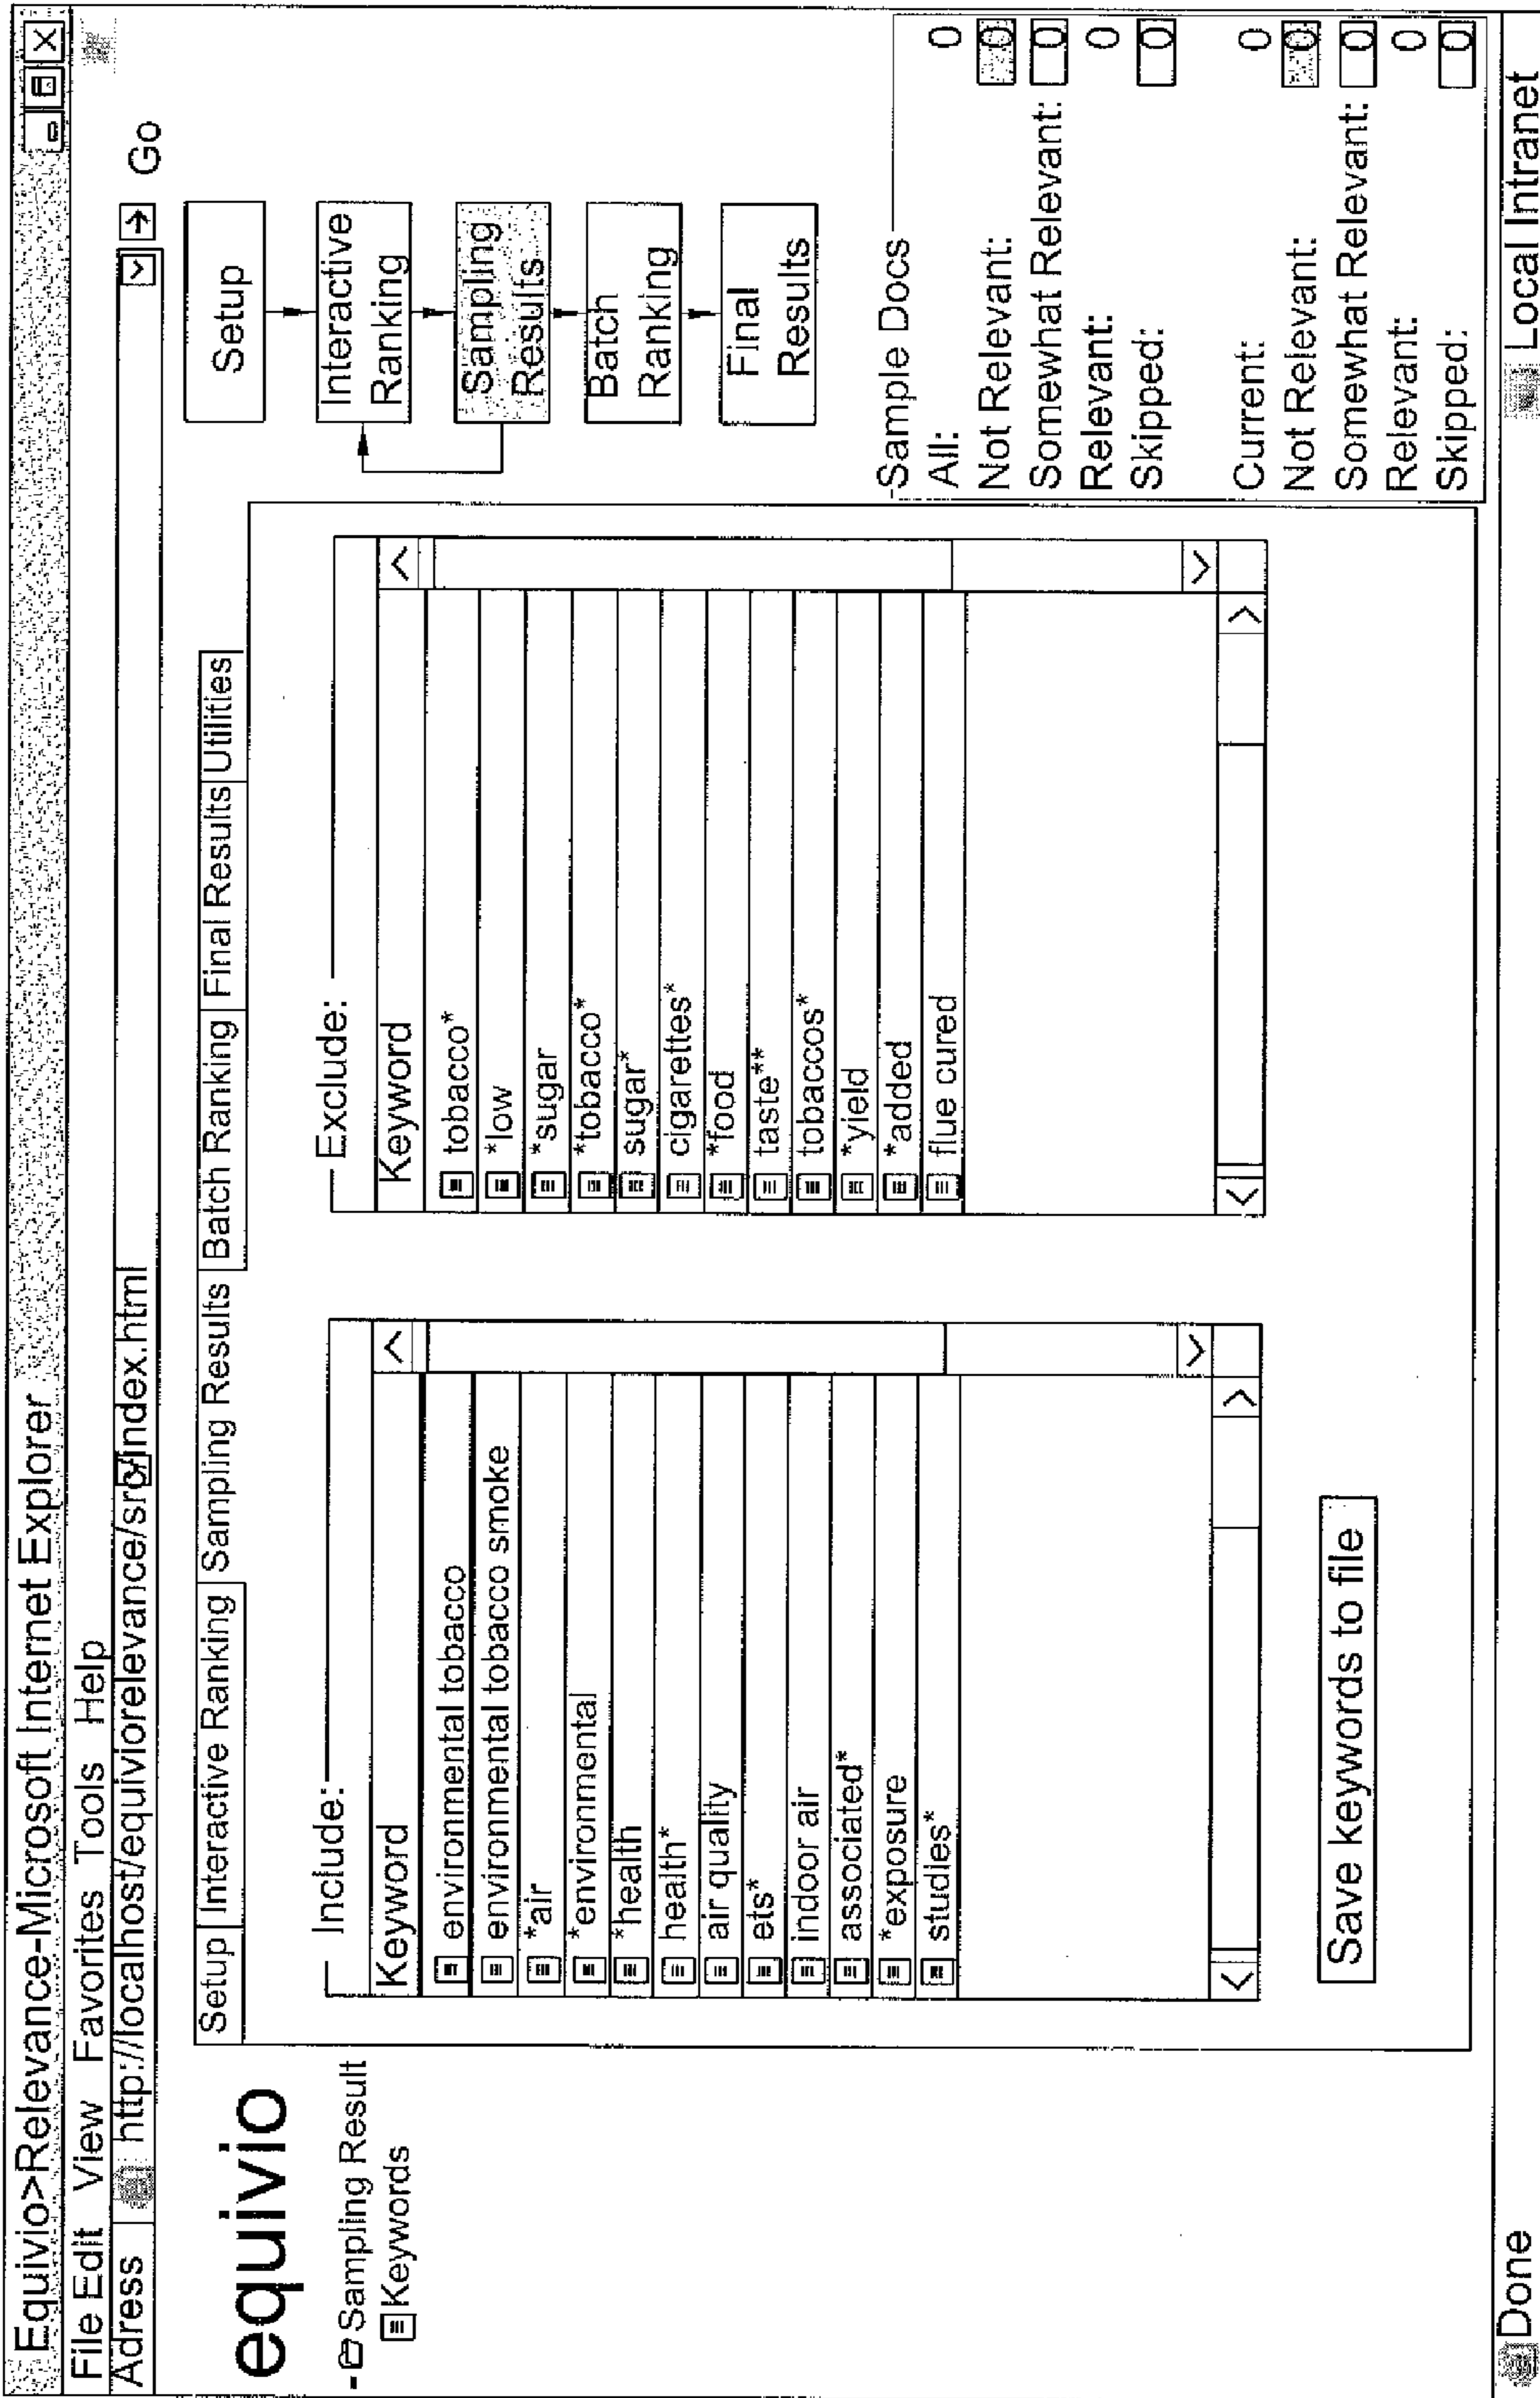 Equivio>Relevance-Microsoft Internet Explorer
File Edit View Favorites Tools Help
Adress http://localhost/equiviorelevance/src/index.html Go
equivio
Sampling Result
Keywords
Setup Interactive Ranking Sampling Results Batch Ranking Final Results Utilities
Include:
Keyword
environmental tobacco
environmental tobacco smoke
*air
*environmental
*health
health*
air quality
ets*
indoor air
associated*
*exposure
studies*
Save keywords to file
Exclude:
Keyword
tobacco*
*low
*sugar
*tobacco*
sugar*
cigarettes*
*food
taste**
tobaccos*
*yield
*added
flue cured
Setup
Interactive
Ranking
Sampling
Results
Batch
Ranking
Final
Results
Sample Docs
All: 0
Not Relevant: 0
Somewhat Relevant: 0
Relevant: 0
Skipped: 0
Current: 0
Not Relevant: 0
Somewhat Relevant: 0
Relevant: 0
Skipped: 0
Done Local Intranet